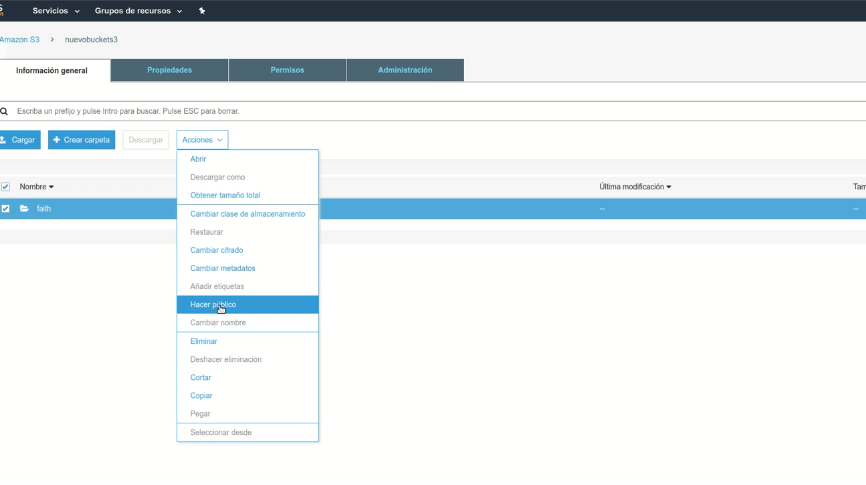 Servicios Grupos de recursos
Amazon S3 > nuevobuckets3
Información general Propiedades Permisos Administración
Escriba un prefijo y pulse Intro para buscar. Pulse ESC para borrar.
Cargar + Crear carpeta Descargar Acciones
Abrir
Descargar como
Obtener tamaño total
Nombre Última modificación
faith -- --
Cambiar clase de almacenamiento
Restaurar
Cambiar cifrado
Cambiar metadatos
Añadir etiquetas
Hacer público
Cambiar nombre
Eliminar
Deshacer eliminación
Cortar
Copiar
Pegar
Seleccionar desde